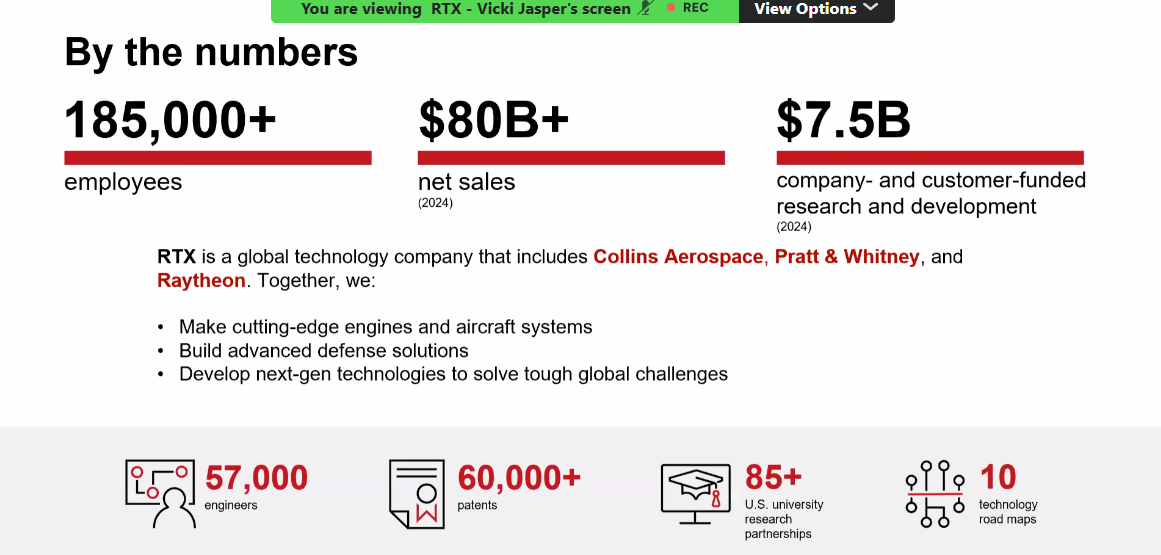 You are viewing RTX - Vicki Jasper's screen
REC
View Options
By the numbers
185,000+
employees
$80B+
net sales
(2024)
$7.5B
company- and customer-funded
research and development
(2024)
RTX is a global technology company that includes Collins Aerospace, Pratt & Whitney, and
Raytheon. Together, we:
• Make cutting-edge engines and aircraft systems
• Build advanced defense solutions
• Develop next-gen technologies to solve tough global challenges
57,000
engineers
60,000+
patents
85+
U.S. university
research
partnerships
10
technology
road maps